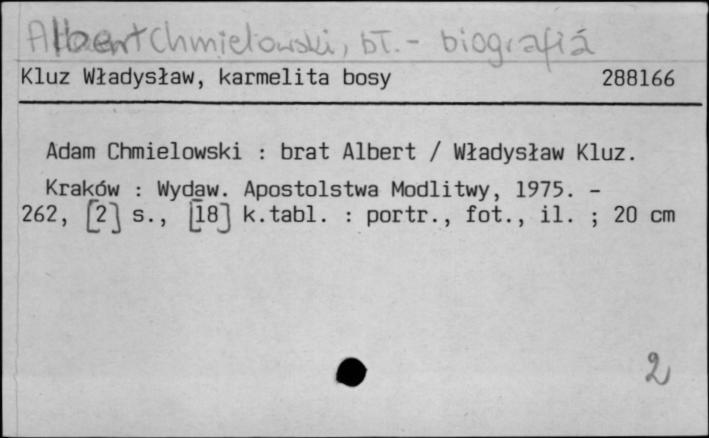 Albert Chmielowski, bł. - biografia
Kluz Władysław, karmelita bosy 288166
Adam Chmielowski : brat Albert / Władysław Kluz.
Kraków : Wydaw. Apostolstwa Modlitwy, 1975. -
262, [2] s., [18] k.tabl. : portr., fot., il. ; 20 cm
2